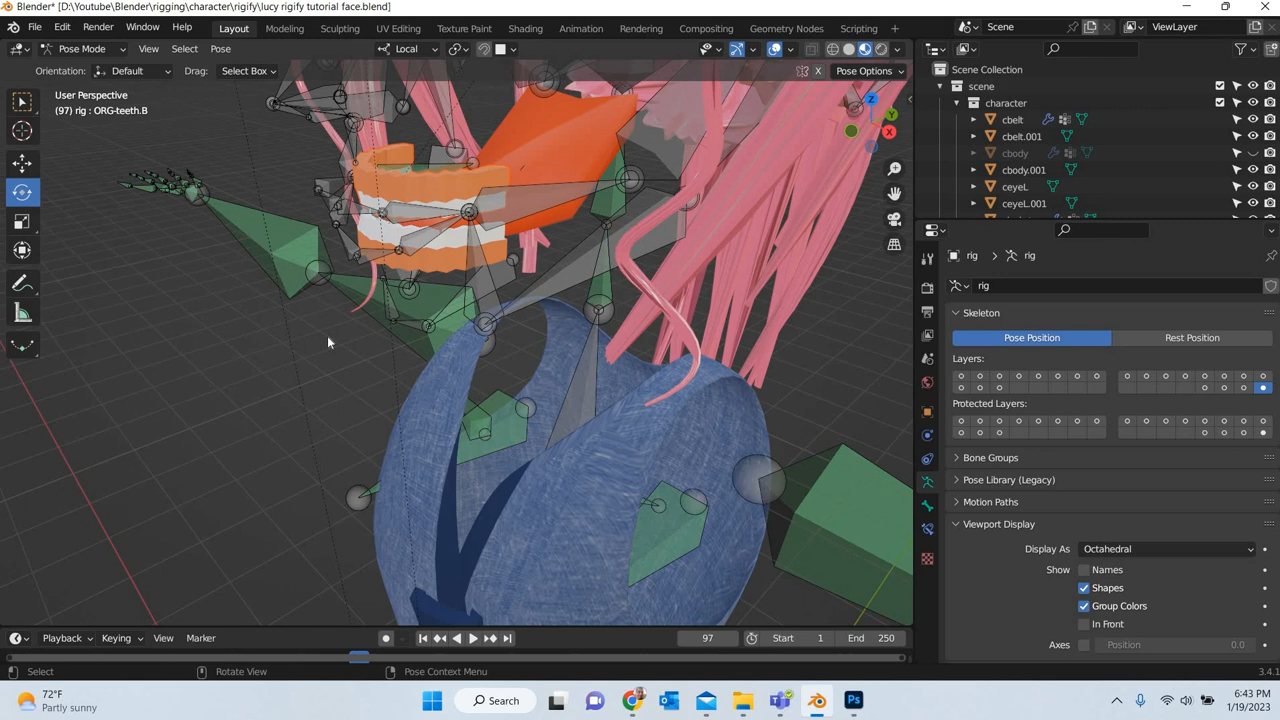 Blender* [D:\Youtube\Blender\rigging\character\rigify\lucy rigify tutorial face.blend]
File Edit Render Window Help Layout Modeling Sculpting UV Editing Texture Paint Shading Animation Rendering Compositing Geometry Nodes Scripting + Scene ViewLayer
Pose Mode View Select Pose Local
Orientation: Default Drag: Select Box X Pose Options
User Perspective
(97) rig : ORG-teeth.B
Z
Y
X
Scene Collection
scene
character
cbelt
cbelt.001
cbody
cbody.001
ceyeL
ceyeL.001
rig > rig
rig
Skeleton
Pose Position Rest Position
Layers:
Protected Layers:
Bone Groups
Pose Library (Legacy)
Motion Paths
Viewport Display
Display As Octahedral
Show Names
Shapes
Group Colors
In Front
Axes Position 0.0
Playback Keying View Marker 97 Start 1 End 250
Select Rotate View Pose Context Menu 3.4.1
72°F
Partly sunny
Search
6:43 PM
1/19/2023